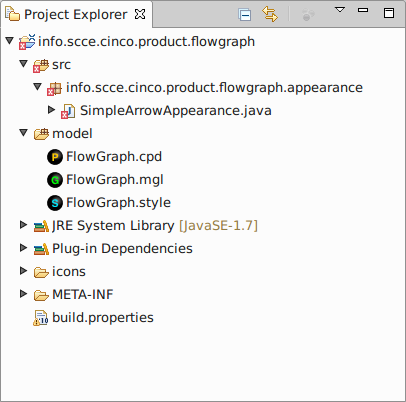 Project Explorer
info.scce.cinco.product.flowgraph
src
info.scce.cinco.product.flowgraph.appearance
SimpleArrowAppearance.java
model
FlowGraph.cpd
FlowGraph.mgl
FlowGraph.style
JRE System Library [JavaSE-1.7]
Plug-in Dependencies
icons
META-INF
build.properties